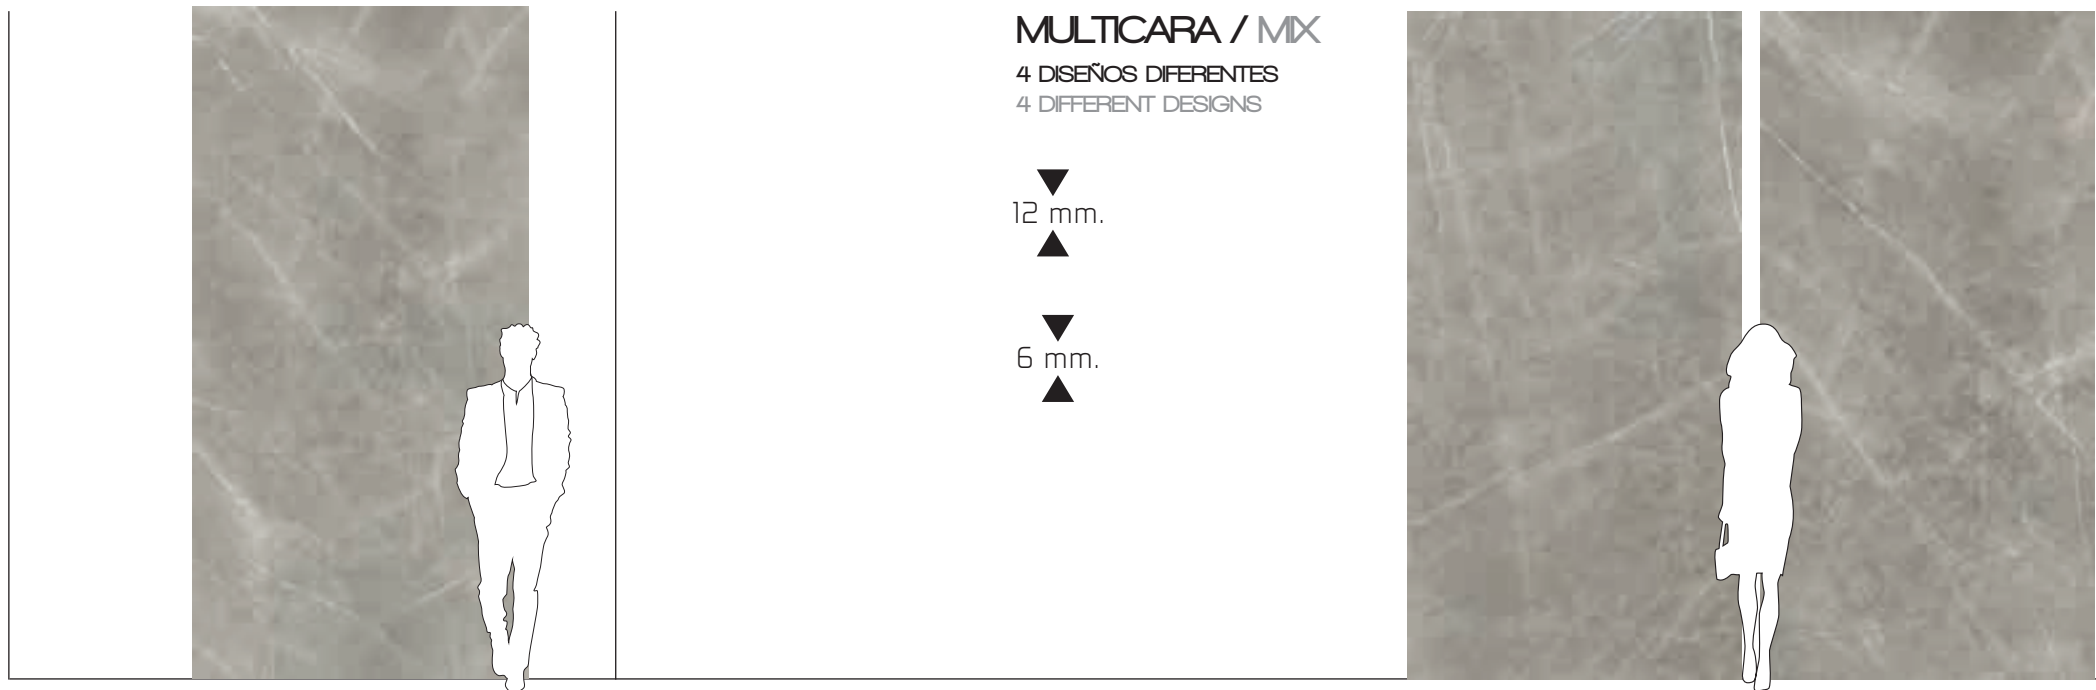 MULTICARA / MIX
4 DISEÑOS DIFERENTES
4 DIFFERENT DESIGNS
12 mm.
6 mm.